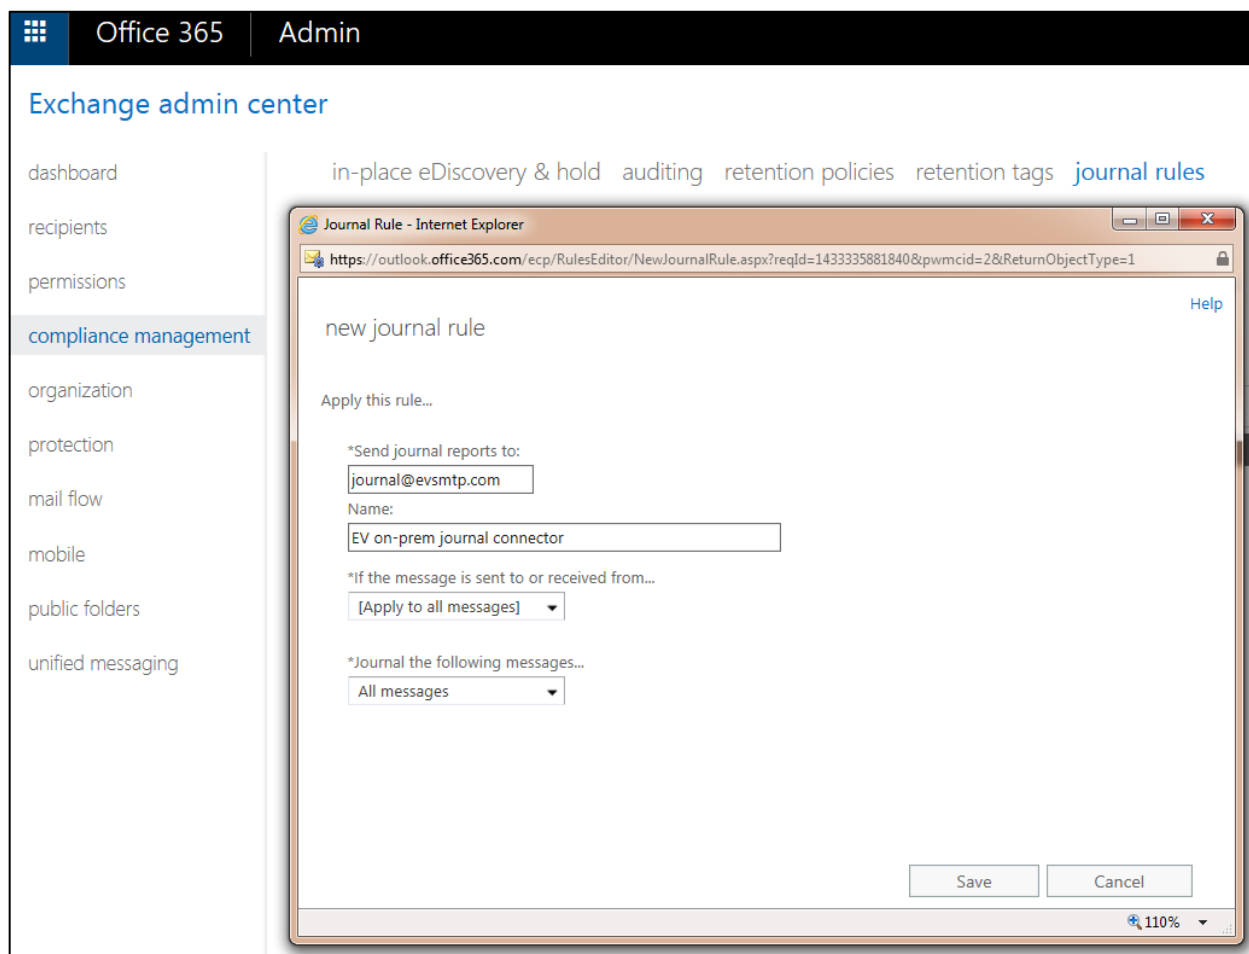 Office 365 Admin
Exchange admin center
dashboard
recipients
permissions
compliance management
organization
protection
mail flow
mobile
public folders
unified messaging
in-place eDiscovery & hold auditing retention policies retention tags journal rules
Journal Rule - Internet Explorer
https://outlook.office365.com/ecp/RulesEditor/NewJournalRule.aspx?reqId=1433335881840&pwmcid=2&ReturnObjectType=1
Help
new journal rule
Apply this rule...
*Send journal reports to:
journal@evsmtp.com
Name:
EV on-prem journal connector
*If the message is sent to or received from...
[Apply to all messages]
*Journal the following messages...
All messages
Save Cancel
110%